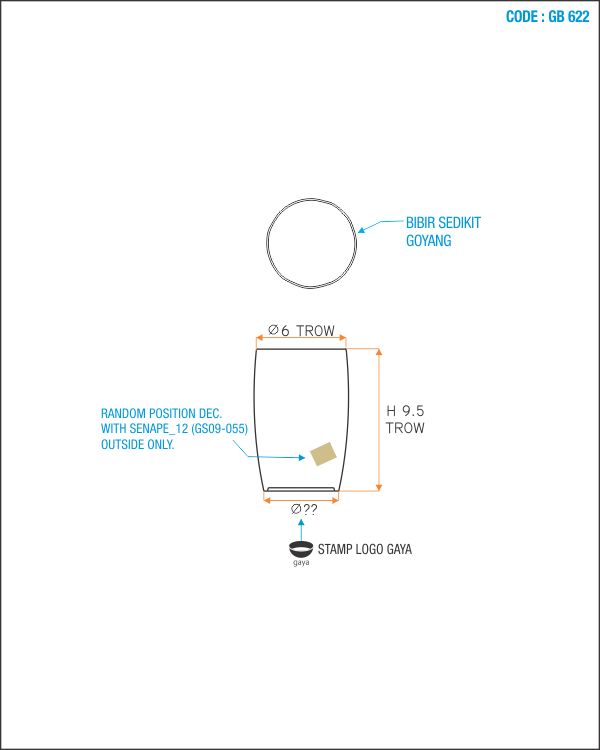 CODE : GB 622
BIBIR SEDIKIT
GOYANG
Ø6 TROW
H 9.5
TROW
RANDOM POSITION DEC.
WITH SENAPE_12 (GS09-055)
OUTSIDE ONLY.
Ø??
STAMP LOGO GAYA
gaya